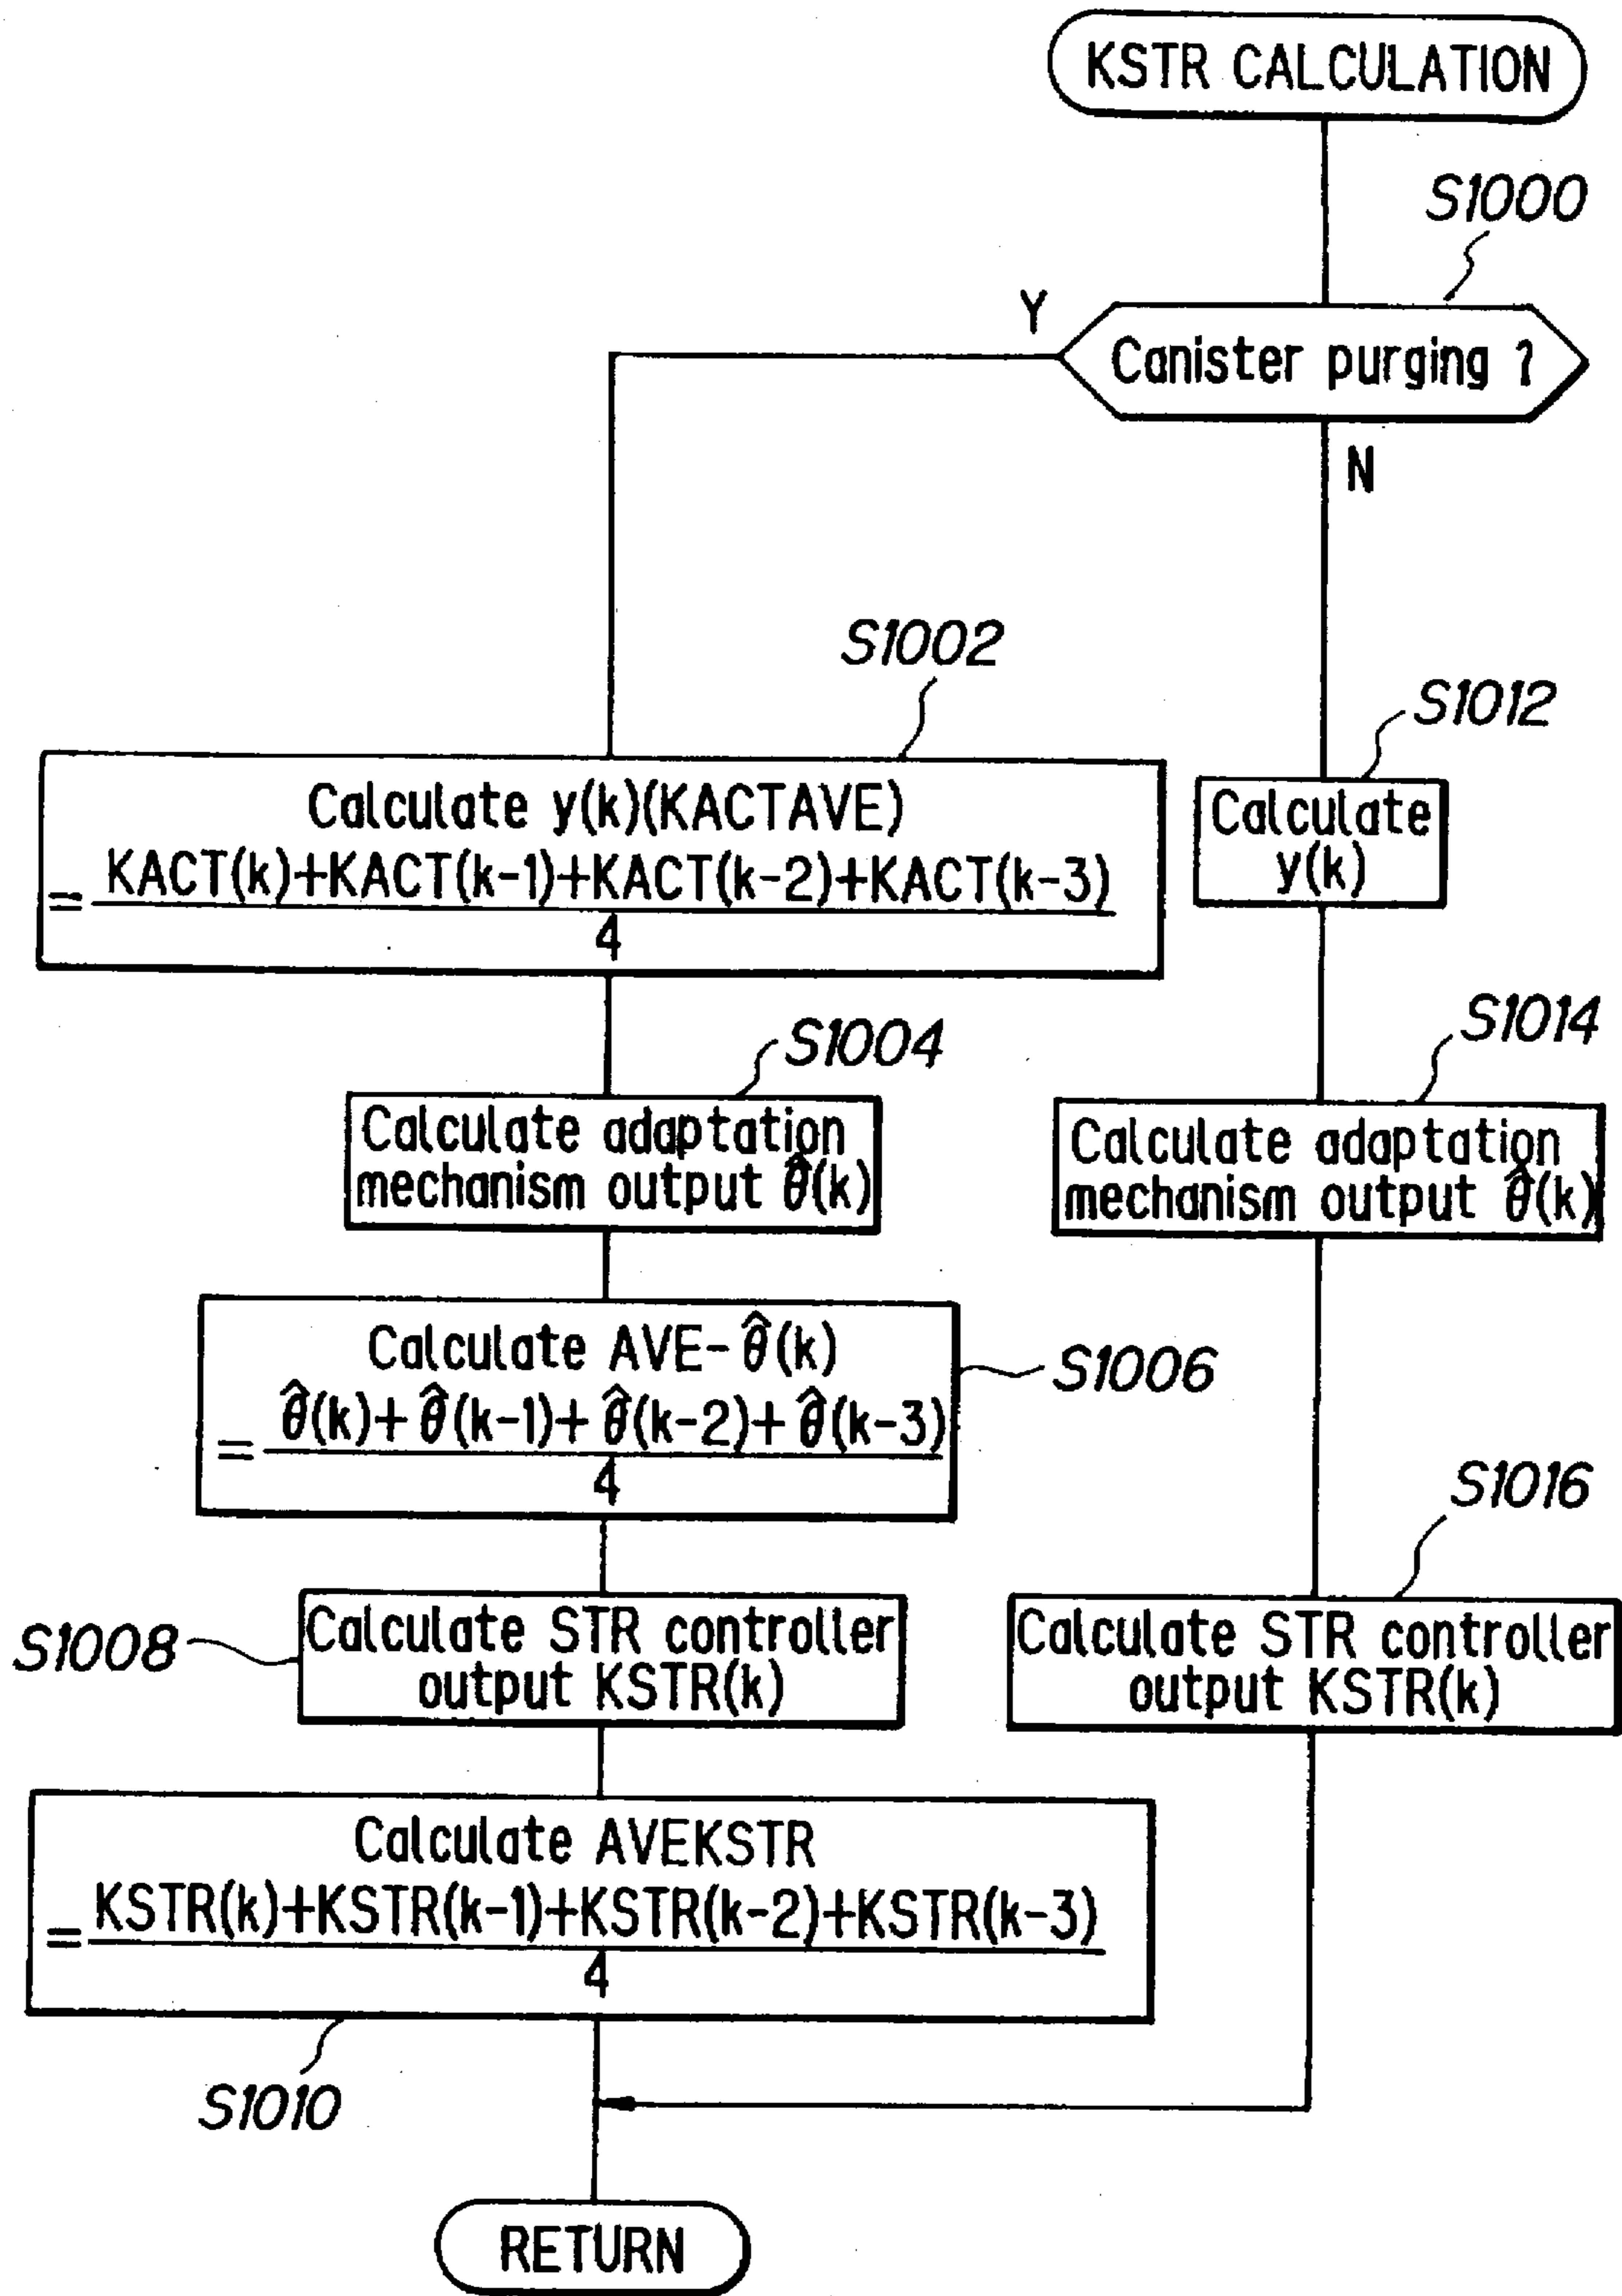 KSTR CALCULATION
S1000
Y
Canister purging ?
N
S1002
Calculate y(k)(KACTAVE)
= KACT(k)+KACT(k-1)+KACT(k-2)+KACT(k-3)
4
S1012
Calculate
y(k)
S1004
Calculate adaptation
mechanism output θ̂(k)
S1014
Calculate adaptation
mechanism output θ̂(k)
Calculate AVE-θ̂(k)
= θ̂(k)+θ̂(k-1)+θ̂(k-2)+θ̂(k-3)
4
S1006
S1008
Calculate STR controller
output KSTR(k)
S1016
Calculate STR controller
output KSTR(k)
Calculate AVEKSTR
= KSTR(k)+KSTR(k-1)+KSTR(k-2)+KSTR(k-3)
4
S1010
RETURN